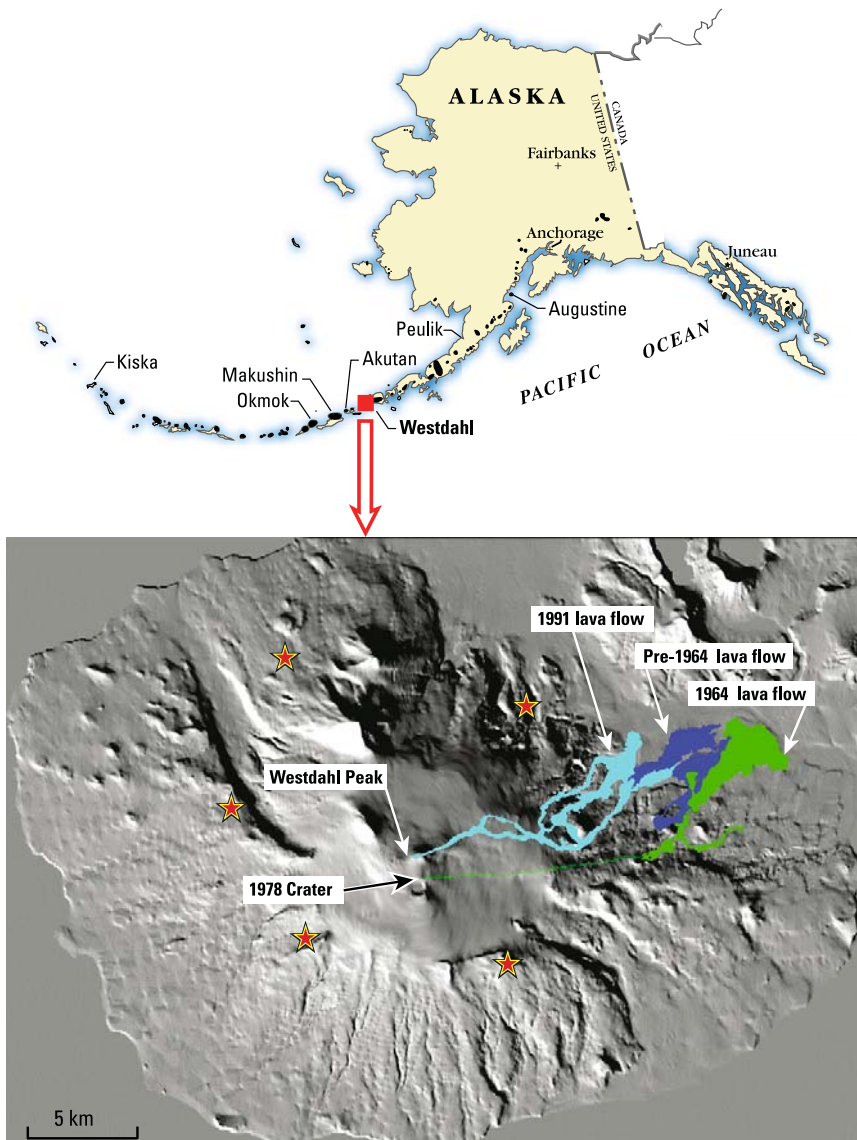 ALASKA
CANADA
UNITED STATES
Fairbanks
Anchorage
Juneau
Augustine
Peulik
PACIFIC OCEAN
Kiska
Akutan
Makushin
Okmok
Westdahl
1991 lava flow
Pre-1964 lava flow
1964 lava flow
Westdahl Peak
1978 Crater
5 km